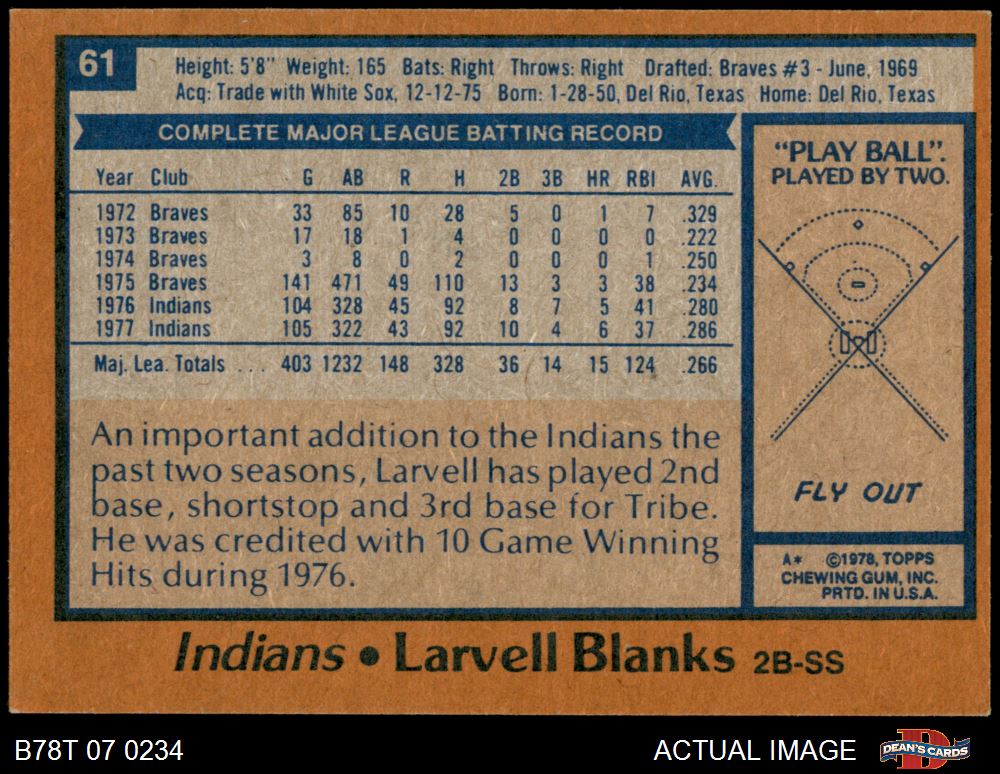 61
Height: 5'8" Weight: 165 Bats: Right Throws: Right Drafted: Braves #3 - June, 1969
Acq: Trade with White Sox, 12-12-75 Born: 1-28-50, Del Rio, Texas Home: Del Rio, Texas
COMPLETE MAJOR LEAGUE BATTING RECORD
Year Club G AB R H 2B 3B HR RBI AVG.
1972 Braves 33 85 10 28 5 0 1 7 .329
1973 Braves 17 18 1 4 0 0 0 0 .222
1974 Braves 3 8 0 2 0 0 0 1 .250
1975 Braves 141 471 49 110 13 3 3 38 .234
1976 Indians 104 328 45 92 8 7 5 41 .280
1977 Indians 105 322 43 92 10 4 6 37 .286
Maj. Lea. Totals ... 403 1232 148 328 36 14 15 124 .266
An important addition to the Indians the
past two seasons, Larvell has played 2nd
base, shortstop and 3rd base for Tribe.
He was credited with 10 Game Winning
Hits during 1976.
"PLAY BALL".
PLAYED BY TWO.
FLY OUT
A* ©1978, TOPPS
CHEWING GUM, INC.
PRTD. IN U.S.A.
Indians • Larvell Blanks 2B-SS
B78T 07 0234
ACTUAL IMAGE
DEAN'S CARDS